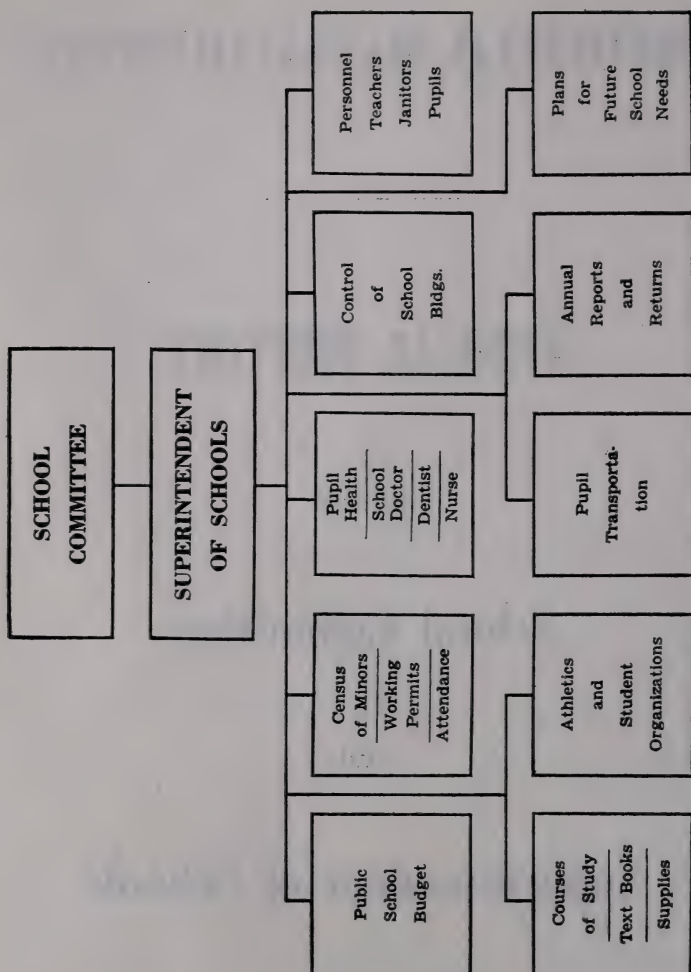 SCHOOL
COMMITTEE
SUPERINTENDENT
OF SCHOOLS
Public
School
Budget
Census
of Minors
Working
Permits
Attendance
Pupil
Health
School
Doctor
Dentist
Nurse
Control
of
School
Bldgs.
Personnel
Teachers
Janitors
Pupils
Courses
of Study
Text Books
Supplies
Athletics
and
Student
Organizations
Pupil
Transporta-
tion
Annual
Reports
and
Returns
Plans
for
Future
School
Needs